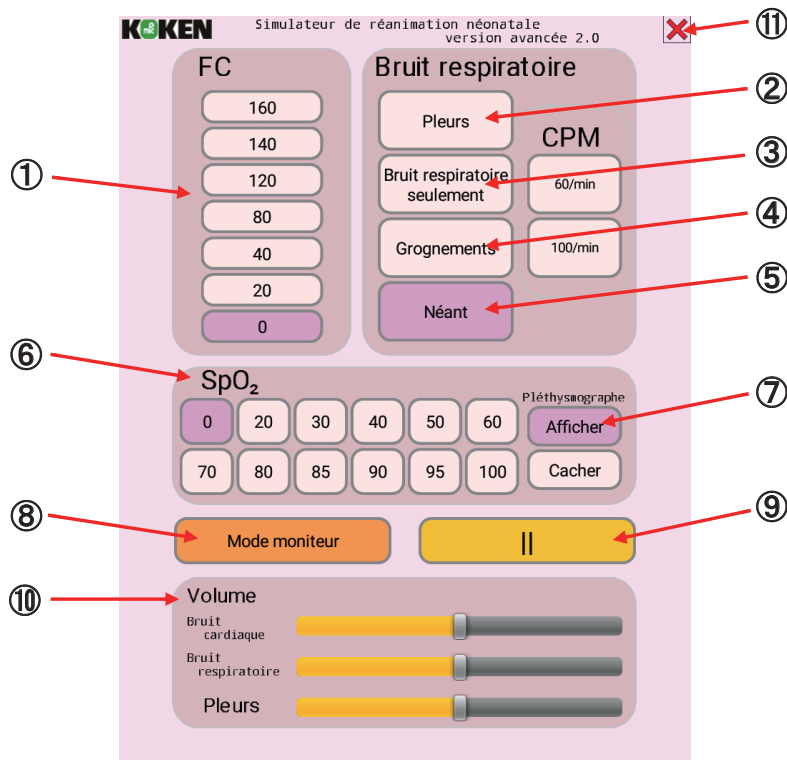 KOKEN
Simulateur de réanimation néonatale
version avancée 2.0
⑪
FC
160
140
120
80
40
20
0
①
Bruit respiratoire
Pleurs
②
CPM
Bruit respiratoire
seulement
60/min
③
Grognements
100/min
④
Néant
⑤
⑥
SpO₂
Pléthysmographe
0 20 30 40 50 60 Afficher
⑦
70 80 85 90 95 100 Cacher
⑧
Mode moniteur
||
⑨
⑩
Volume
Bruit
cardiaque
Bruit
respiratoire
Pleurs